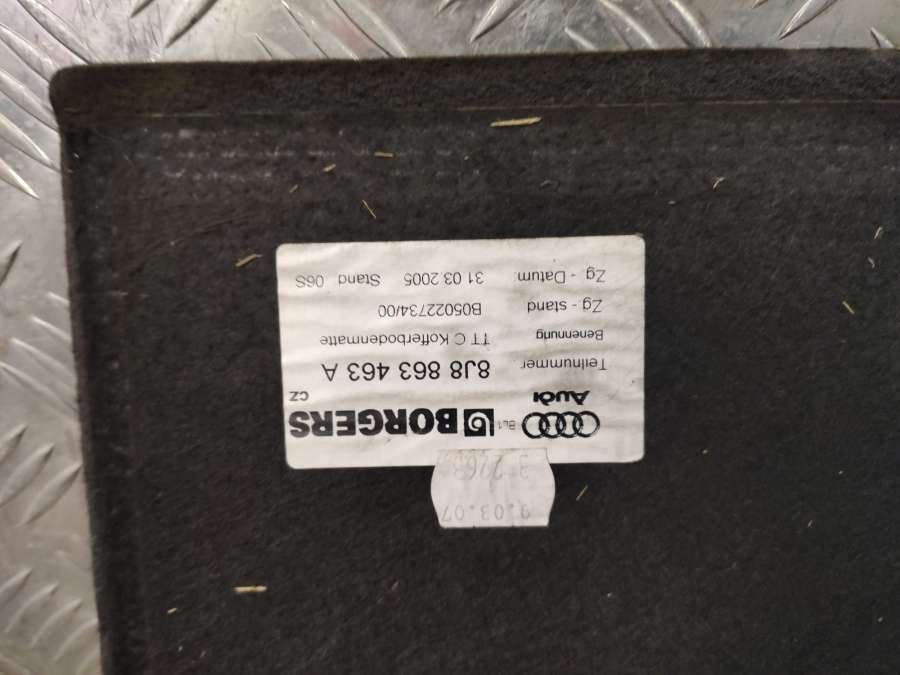 BORGERS
Audi
CZ
Teilnummer 8J8 863 463 A
Benennung TT C Kofferbodenmatte
Zg - stand B05022734/00
Zg - Datum 31 03 2005 Stand 06S